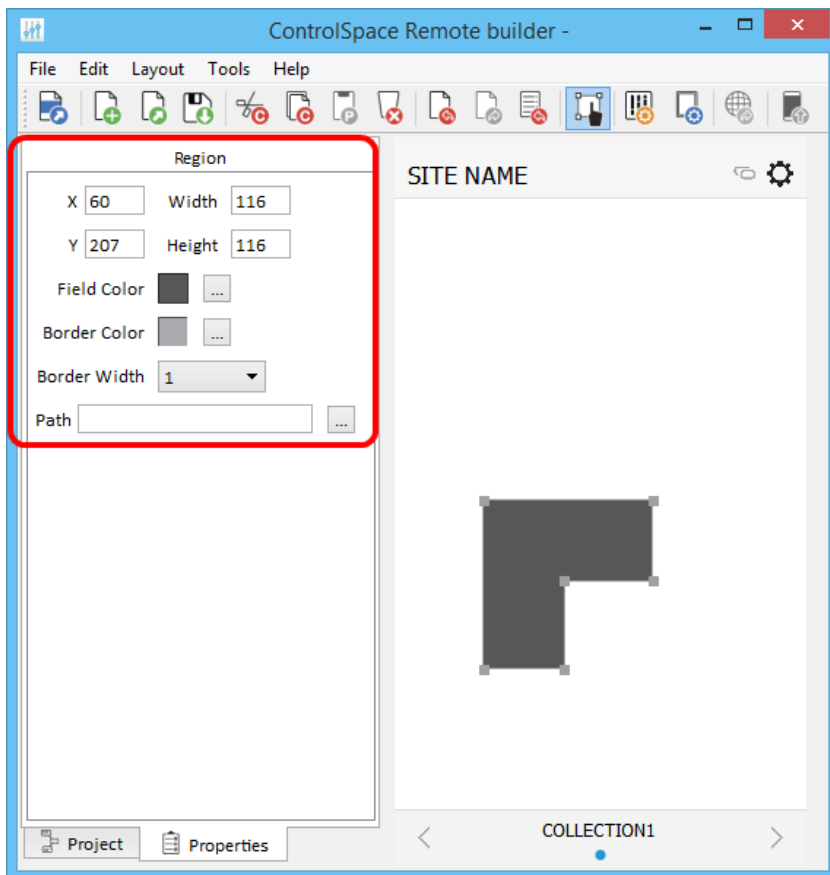 ControlSpace Remote builder -
File Edit Layout Tools Help
Region
X 60 Width 116
Y 207 Height 116
Field Color ...
Border Color ...
Border Width 1
Path ...
SITE NAME
COLLECTION1
Project Properties